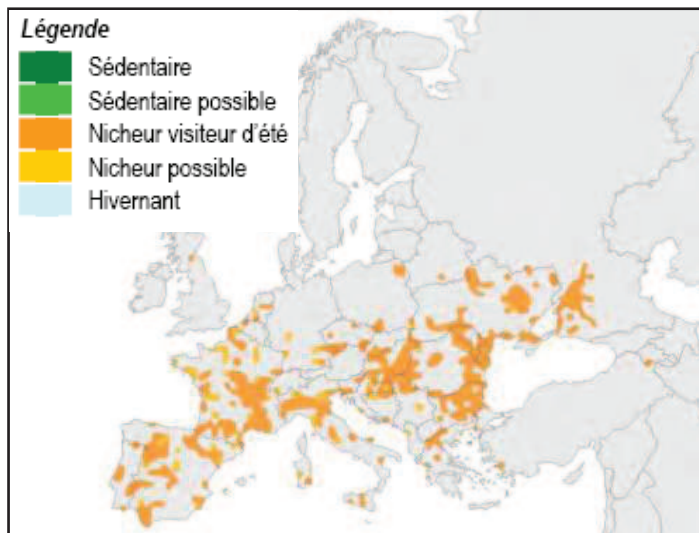 Légende
Sédentaire
Sédentaire possible
Nicheur visiteur d'été
Nicheur possible
Hivernant